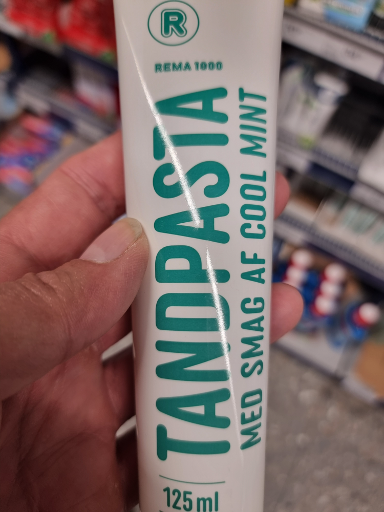 R
REMA 1000
TANDPASTA
MED SMAG AF COOL MINT
125 ml